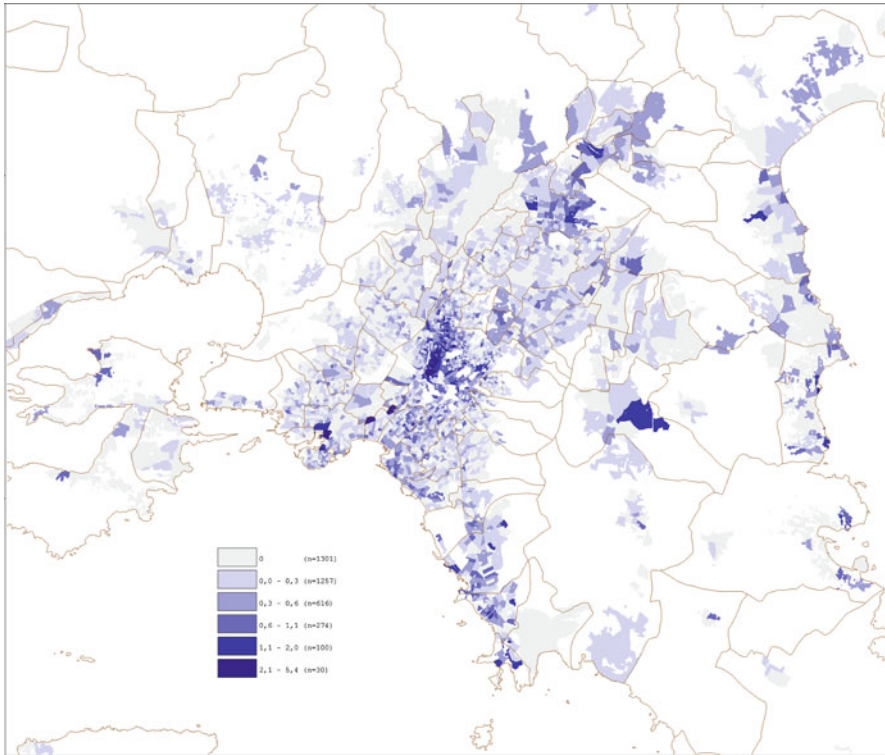 0 (n=1301)
0,0 - 0,3 (n=1257)
0,3 - 0,6 (n=616)
0,6 - 1,1 (n=274)
1,1 - 2,0 (n=100)
2,1 - 5,4 (n=30)